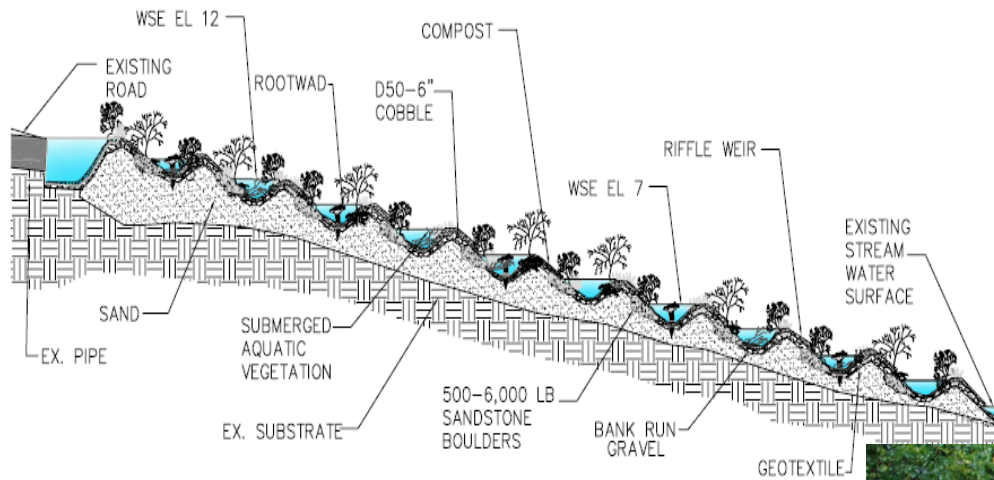 WSE EL 12
COMPOST
EXISTING
ROAD
ROOTWAD
D50-6"
COBBLE
RIFFLE WEIR
WSE EL 7
EXISTING
STREAM
WATER
SURFACE
SAND
SUBMERGED
AQUATIC
VEGETATION
EX. PIPE
500-6,000 LB
SANDSTONE
BOULDERS
EX. SUBSTRATE
BANK RUN
GRAVEL
GEOTEXTILE